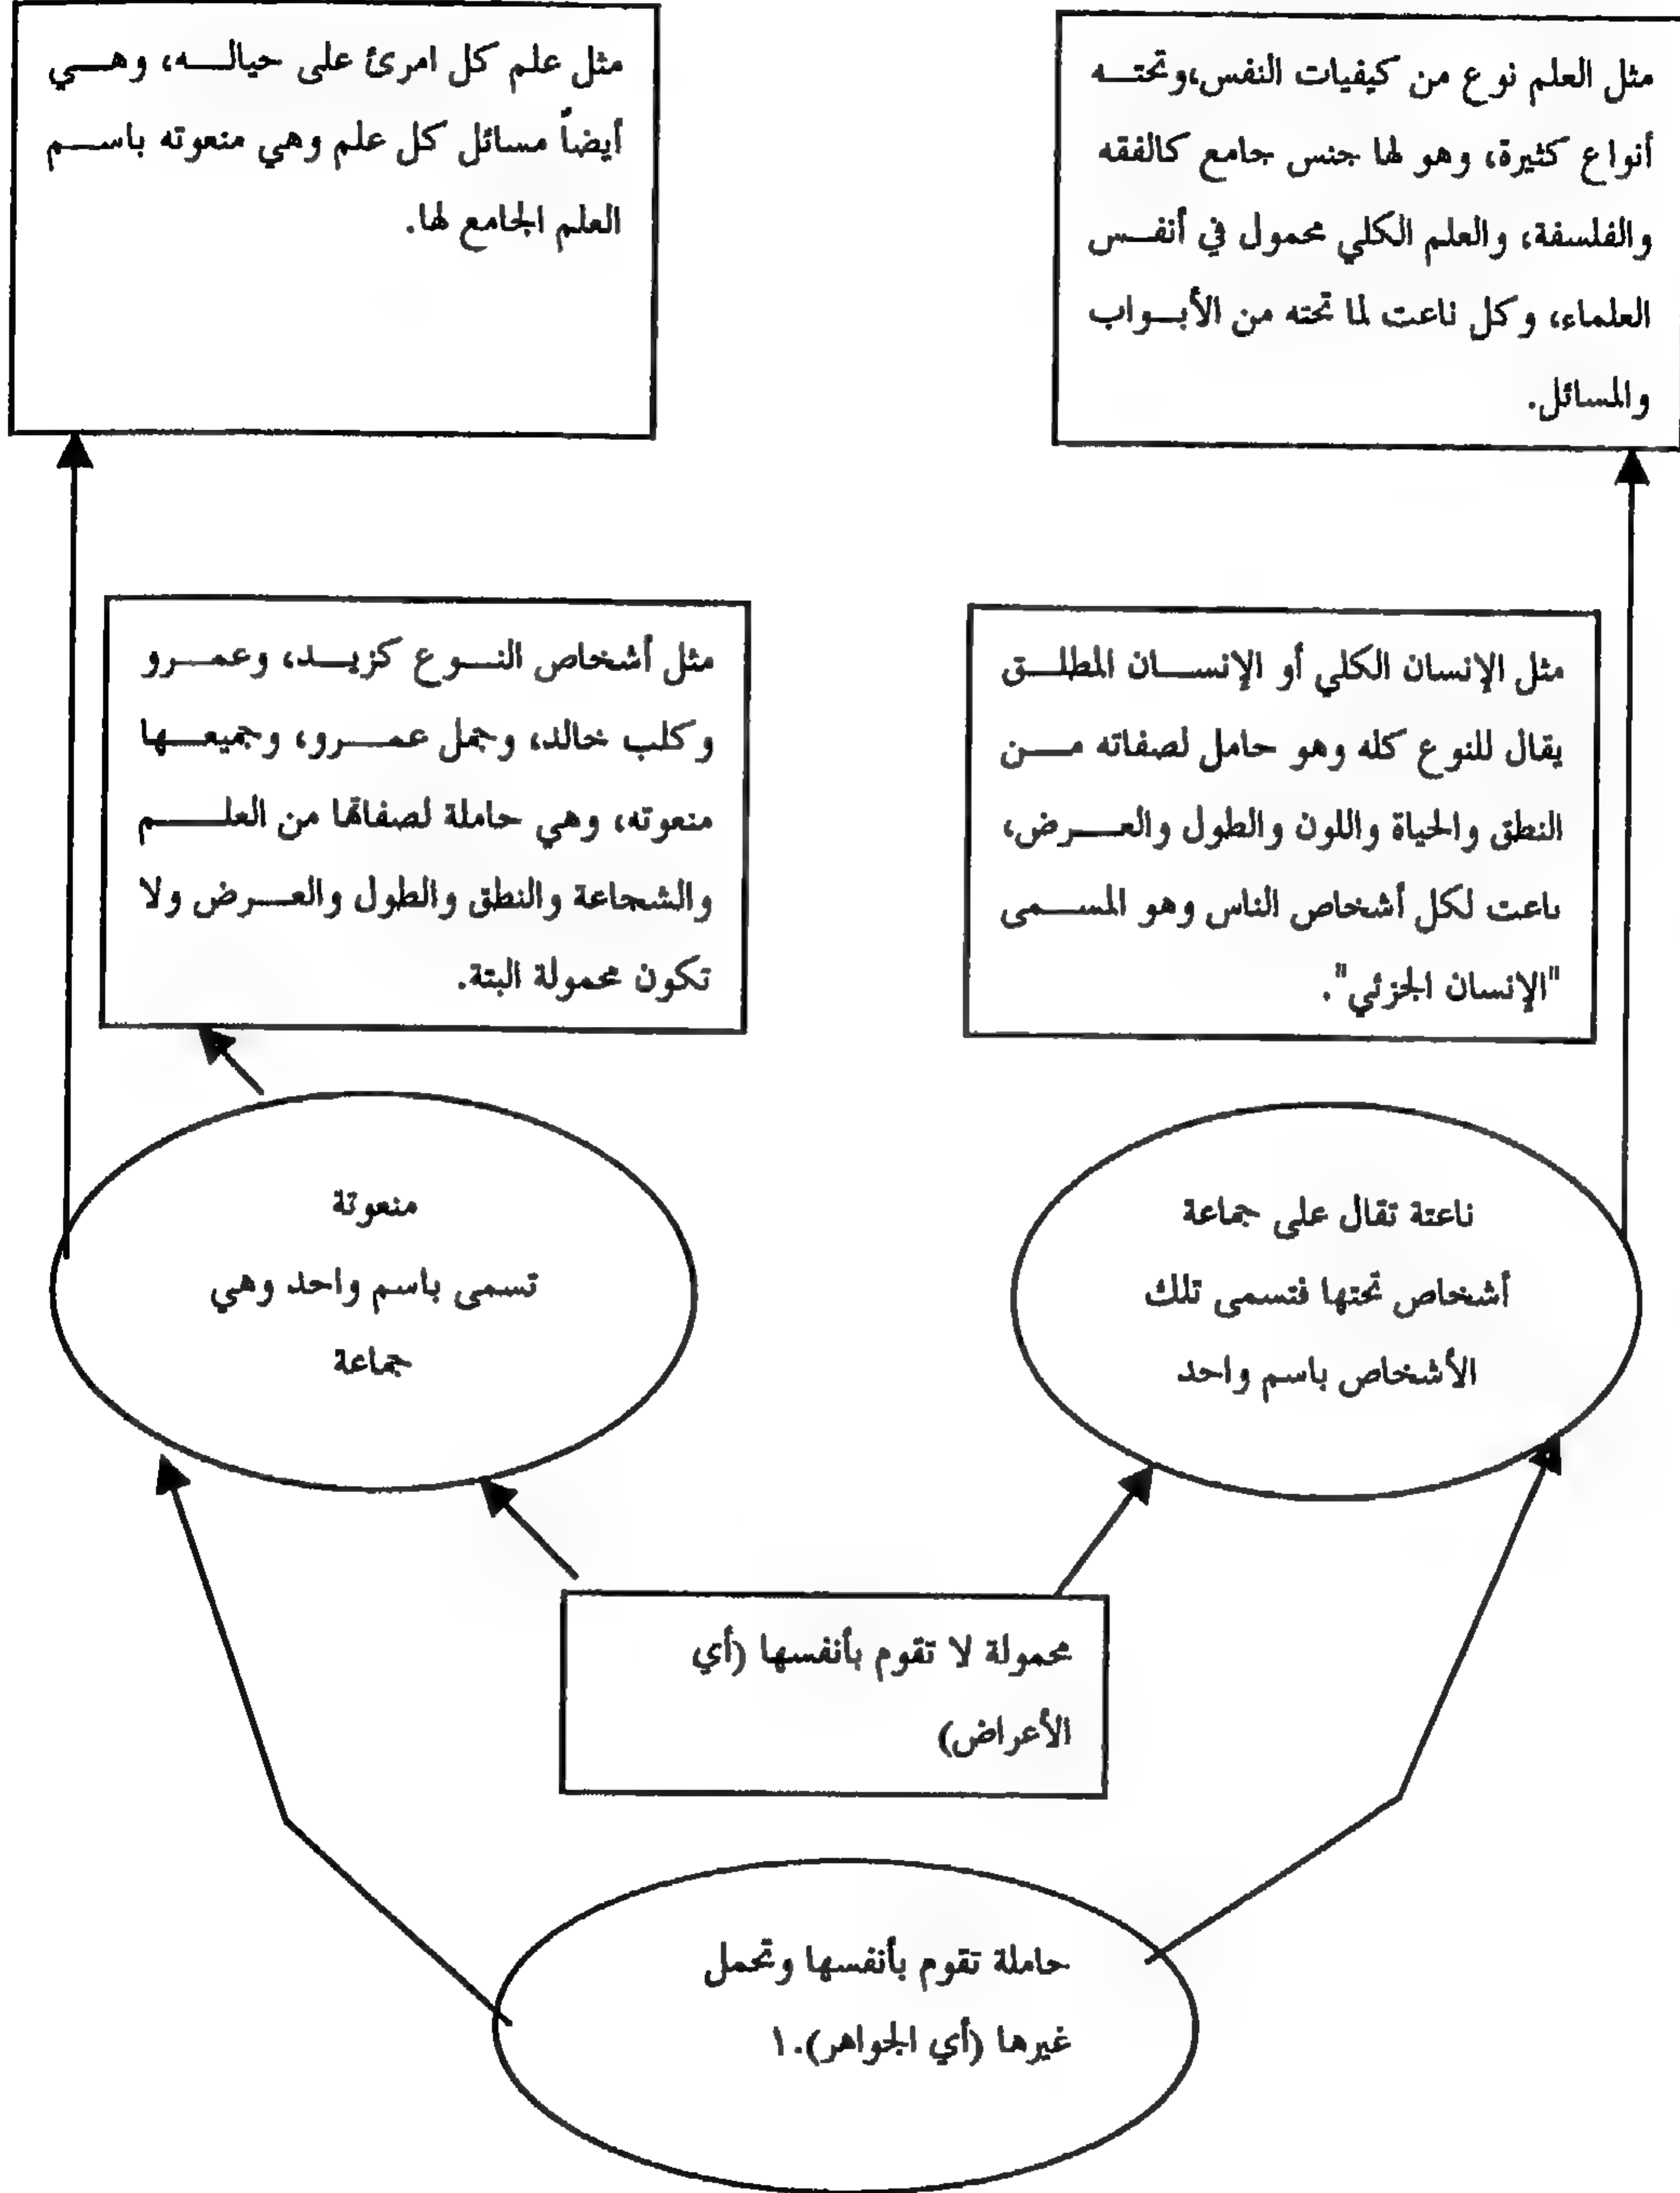 مثل العلم نوع من كيفيات النفس،وتحته
أنواع كثيرة، وهو لها جنس جامع كالفقه
والفلسفة، والعلم الكلي محمول في أنفس
العلماء، وكل ناعت لما تحته من الأبواب
والمسائل.
مثل علم كل امرئ على حياله، وهي
أيضاً مسائل كل علم وهي منعوته باسم
العلم الجامع لها.
مثل الإنسان الكلي أو الإنسان المطلق
يقال للنوع كله وهو حامل لصفاته من
النطق والحياة واللون والطول والعرض،
ناعت لكل أشخاص الناس وهو المسمى
"الإنسان الجزئي".
مثل أشخاص النوع كزيد، وعمرو
وكلب خالد، وجمل عمرو، وجميعها
منعوته، وهي حاملة لصفاتها من العلم
والشجاعة والنطق والطول والعرض ولا
تكون محمولة البتة.
ناعتة تقال على جماعة
أشخاص تحتها فتسمى تلك
الأشخاص باسم واحد
منعوتة
تسمى باسم واحد وهي
جماعة
محمولة لا تقوم بأنفسها (أي
الأعراض)
حاملة تقوم بأنفسها وتحمل
غيرها (أي الجواهر).١